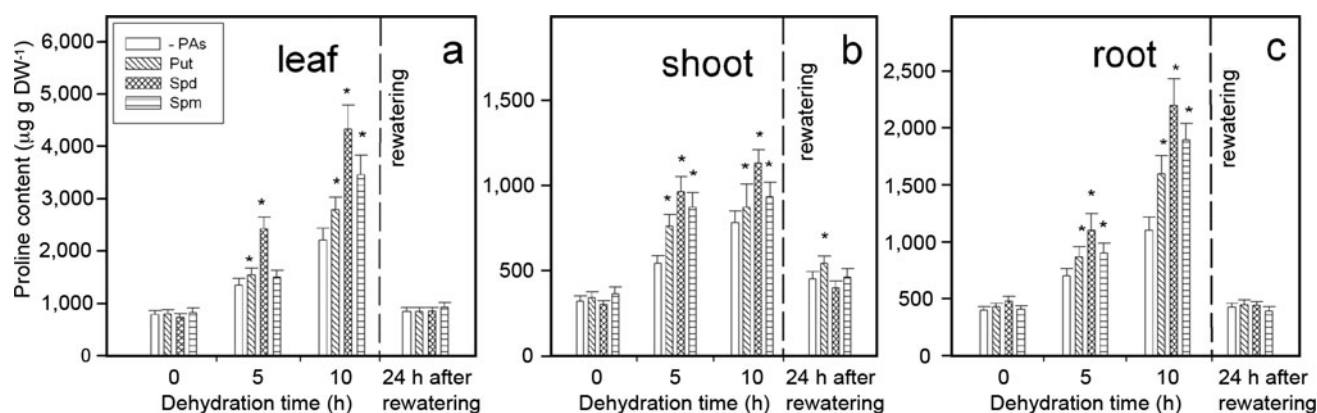 Proline content (µg g DW⁻¹)
6,000
5,000
4,000
3,000
2,000
1,000
0
- PAs
Put
Spd
Spm
leaf
a
*
*
*
*
*
rewatering
0
5
10
24 h after
Dehydration time (h)
rewatering
1,500
1,000
500
0
shoot
b
*
*
*
*
*
*
*
rewatering
0
5
10
24 h after
Dehydration time (h)
rewatering
2,500
2,000
1,500
1,000
500
0
root
c
*
*
*
*
*
*
rewatering
0
5
10
24 h after
Dehydration time (h)
rewatering